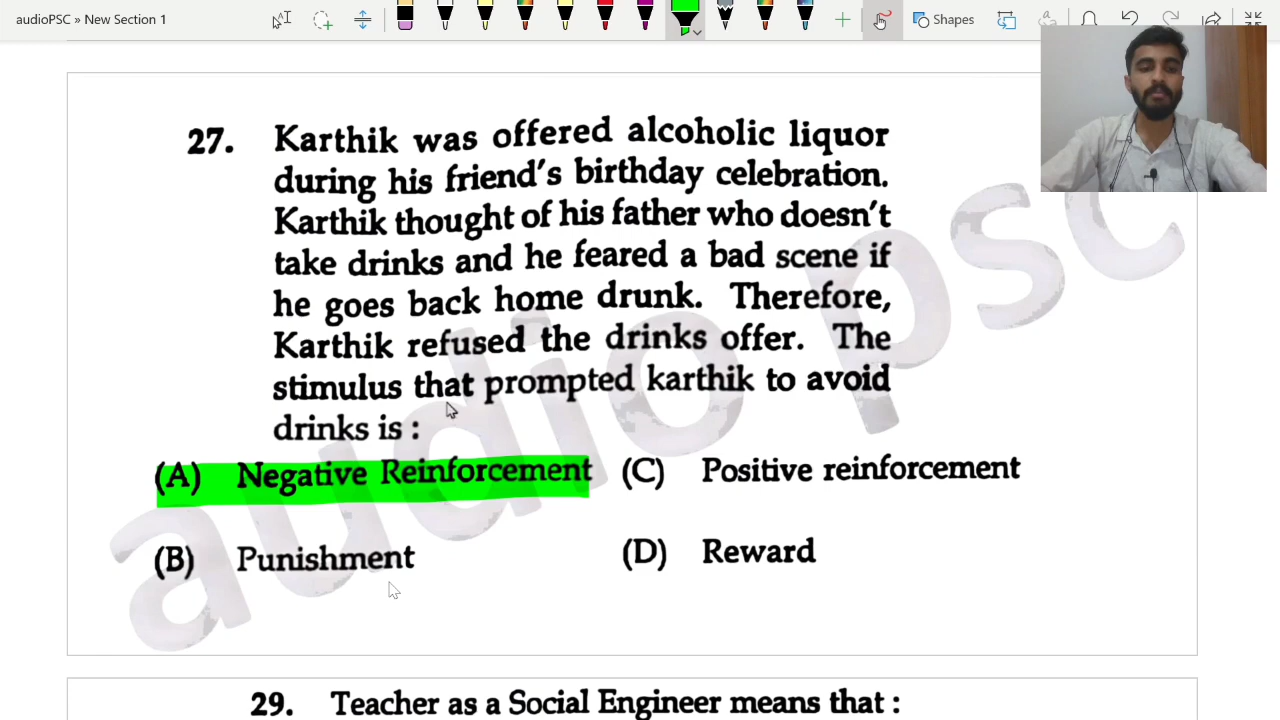 audioPSC » New Section 1
Shapes
27. Karthik was offered alcoholic liquor
during his friend's birthday celebration.
Karthik thought of his father who doesn't
take drinks and he feared a bad scene if
he goes back home drunk. Therefore,
Karthik refused the drinks offer. The
stimulus that prompted karthik to avoid
drinks is :
(A) Negative Reinforcement (C) Positive reinforcement
(B) Punishment (D) Reward
audio psc
29. Teacher as a Social Engineer means that :